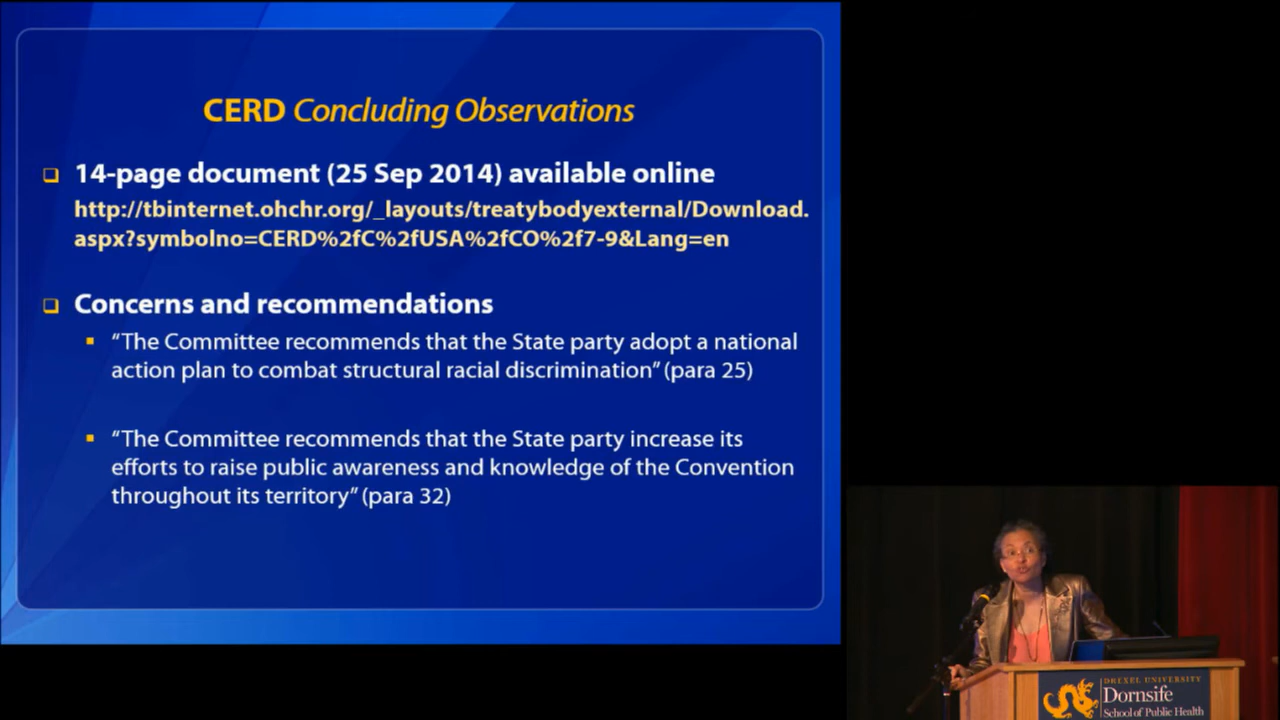 CERD Concluding Observations
14-page document (25 Sep 2014) available online
http://tbinternet.ohchr.org/_layouts/treatybodyexternal/Download.
aspx?symbolno=CERD%2fC%2fUSA%2fCO%2f7-9&Lang=en
Concerns and recommendations
“The Committee recommends that the State party adopt a national
action plan to combat structural racial discrimination” (para 25)
“The Committee recommends that the State party increase its
efforts to raise public awareness and knowledge of the Convention
throughout its territory” (para 32)
DREXEL UNIVERSITY
Dornsife
School of Public Health